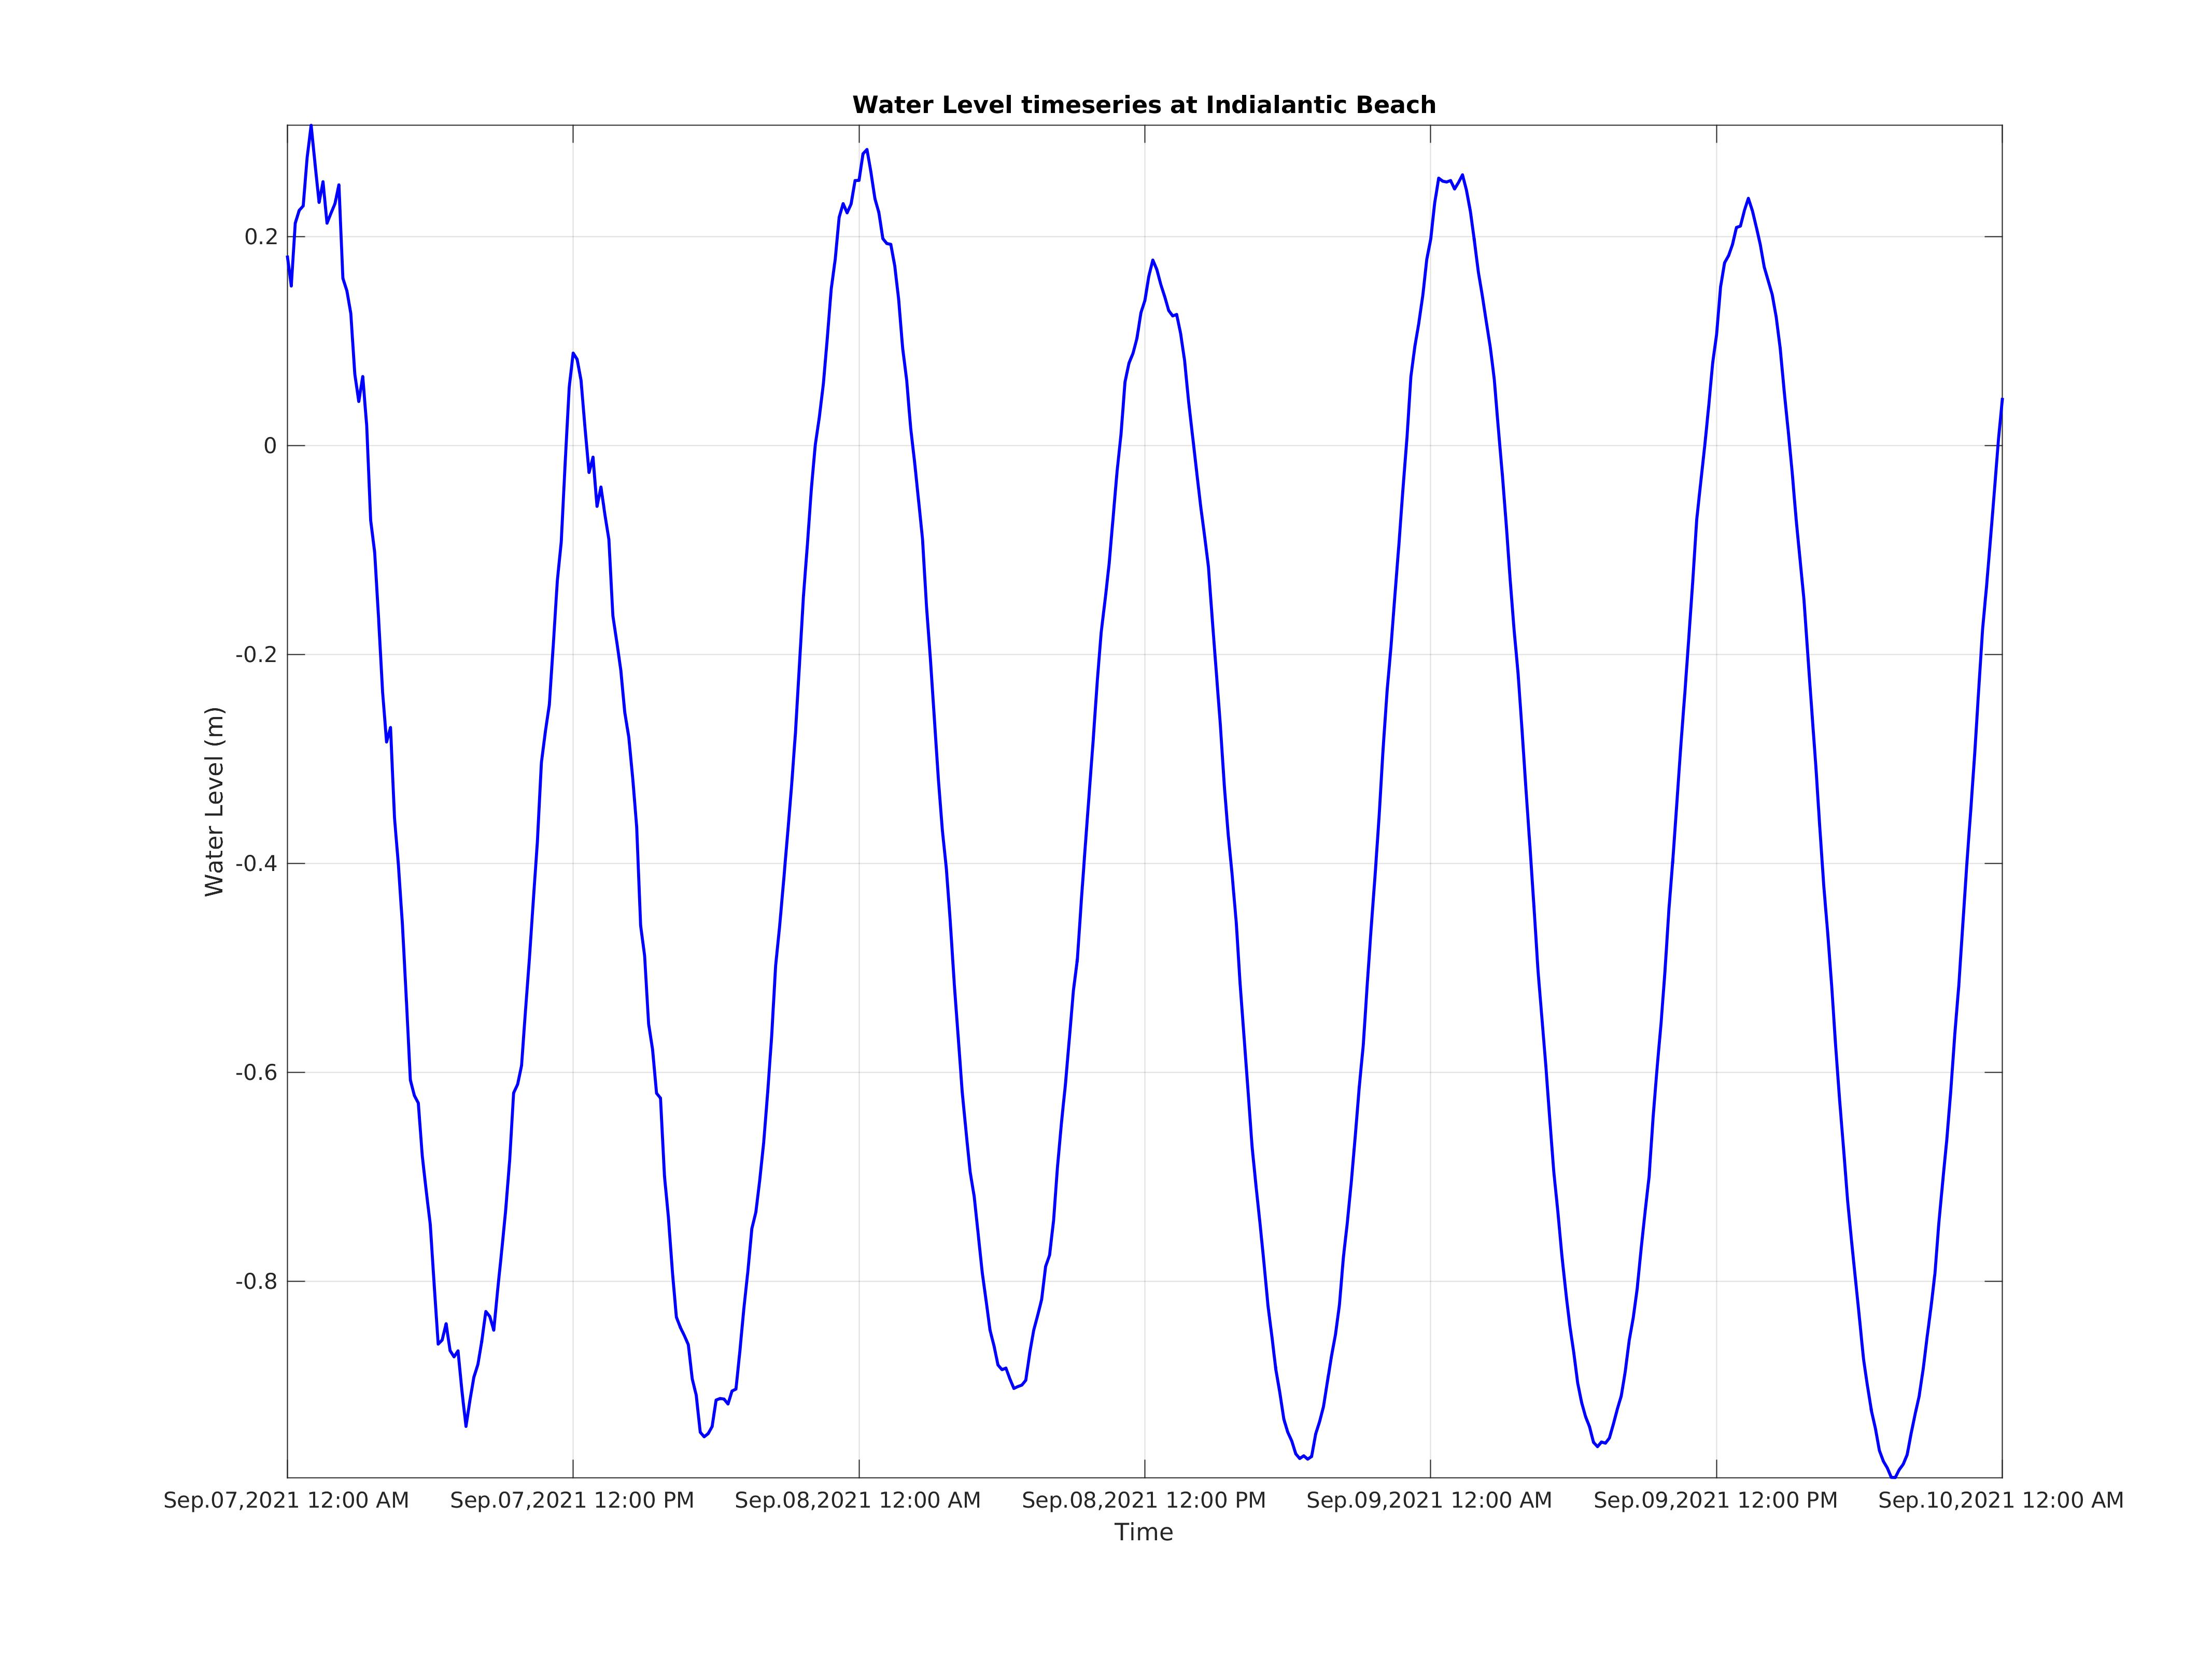 Water Level timeseries at Indialantic Beach
0.2
0
-0.2
-0.4
-0.6
-0.8
Water Level (m)
Sep.07,2021 12:00 AM Sep.07,2021 12:00 PM Sep.08,2021 12:00 AM Sep.08,2021 12:00 PM Sep.09,2021 12:00 AM Sep.09,2021 12:00 PM Sep.10,2021 12:00 AM
Time